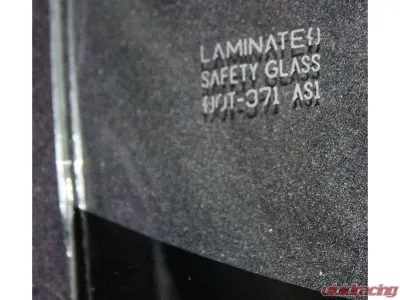 LAMINATED
SAFETY GLASS
DOT-371 AS1
vividracing